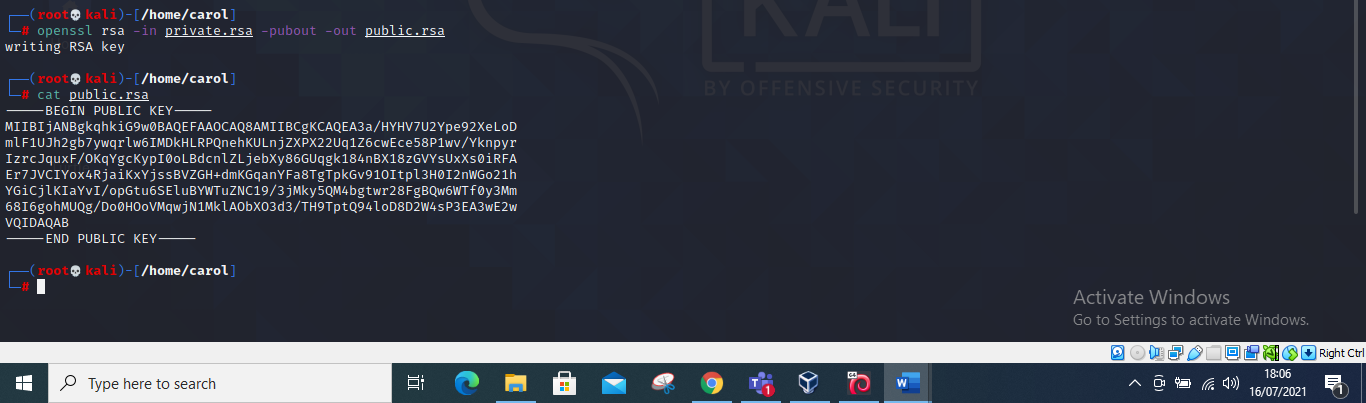 KALI
BY OFFENSIVE SECURITY
┌──(root💀kali)-[/home/carol]
└─# openssl rsa -in private.rsa -pubout -out public.rsa
writing RSA key
┌──(root💀kali)-[/home/carol]
└─# cat public.rsa
-----BEGIN PUBLIC KEY-----
MIIBIjANBgkqhkiG9w0BAQEFAAOCAQ8AMIIBCgKCAQEA3a/HYHV7U2Ype92XeLoD
mlF1UJh2gb7ywqrlw6IMDkHLRPQnehKULnjZXPX22Uq1Z6cwEce58P1wv/Yknpyr
IzrcJquxF/OKqYgcKypI0oLBdcnlZLjebXy86GUqgk184nBX18zGVYsUxXs0iRFA
Er7JVCIYox4RjaiKxYjssBVZGH+dmKGqanYFa8TgTpkGv91OItpl3H0I2nWGo21h
YGiCjlKIaYvI/opGtu6SEluBYWTuZNC19/3jMky5QM4bgtwr28FgBQw6WTf0y3Mm
68I6gohMUQg/Do0HOoVMqwjN1MklAObXO3d3/TH9TptQ94loD8D2W4sP3EA3wE2w
VQIDAQAB
-----END PUBLIC KEY-----
┌──(root💀kali)-[/home/carol]
└─#
Activate Windows
Go to Settings to activate Windows.
Right Ctrl
Type here to search
1
18:06
16/07/2021
1